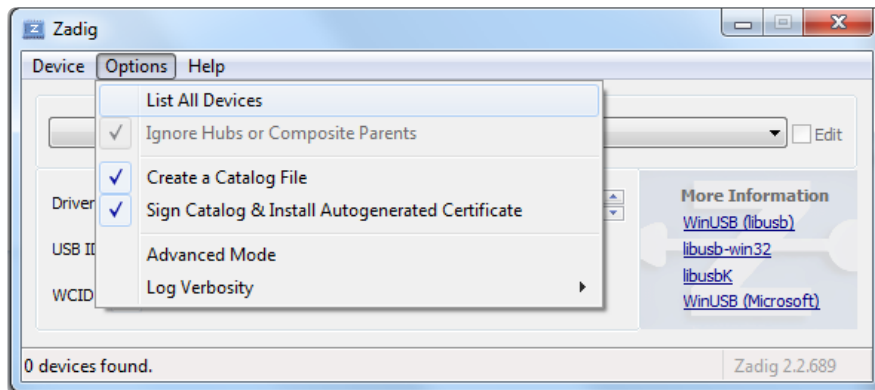 Zadig
Device Options Help
List All Devices
Ignore Hubs or Composite Parents
Edit
Create a Catalog File
Sign Catalog & Install Autogenerated Certificate
Advanced Mode
Log Verbosity
Driver
USB ID
WCID
More Information
WinUSB (libusb)
libusb-win32
libusbK
WinUSB (Microsoft)
0 devices found.
Zadig 2.2.689